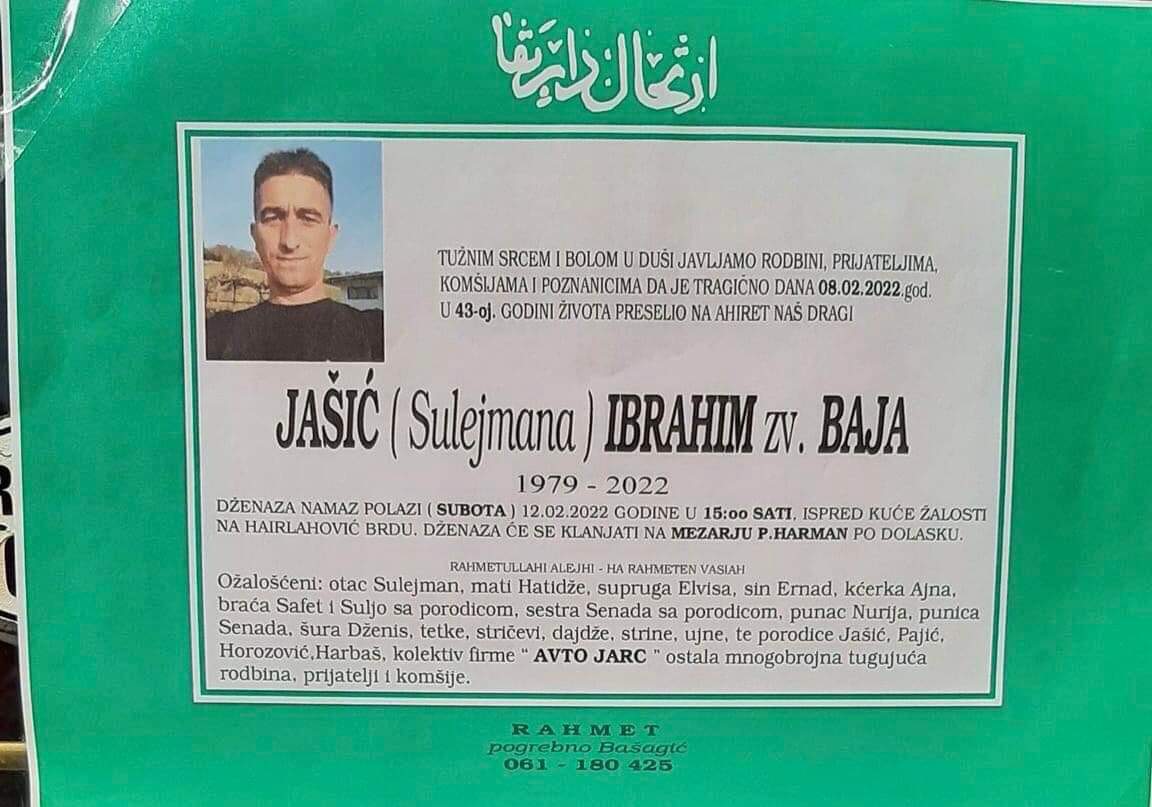 ارتحال دار بقا
TUŽNIM SRCEM I BOLOM U DUŠI JAVLJAMO RODBINI, PRIJATELJIMA,
KOMŠIJAMA I POZNANICIMA DA JE TRAGIČNO DANA 08.02.2022.god.
U 43-oj. GODINI ŽIVOTA PRESELIO NA AHIRET NAŠ DRAGI
JAŠIĆ ( Sulejmana ) IBRAHIM ZV. BAJA
1979 - 2022
DŽENAZA NAMAZ POLAZI ( SUBOTA ) 12.02.2022 GODINE U 15:00 SATI, ISPRED KUĆE ŽALOSTI
NA HAIRLAHOVIĆ BRDU. DŽENAZA ĆE SE KLANJATI NA MEZARJU P.HARMAN PO DOLASKU.
RAHMETULLAHI ALEJHI - HA RAHMETEN VASIAH
Ožalošćeni: otac Sulejman, mati Hatidže, supruga Elvisa, sin Ernad, kćerka Ajna,
braća Safet i Suljo sa porodicom, sestra Senada sa porodicom, punac Nurija, punica
Senada, šura Dženis, tetke, stričevi, dajdže, strine, ujne, te porodice Jašić, Pajić,
Horozović,Harbaš, kolektiv firme “ AVTO JARC ” ostala mnogobrojna tugujuća
rodbina, prijatelji i komšije.
RAHMET
pogrebno Bašagić
061 - 180 425